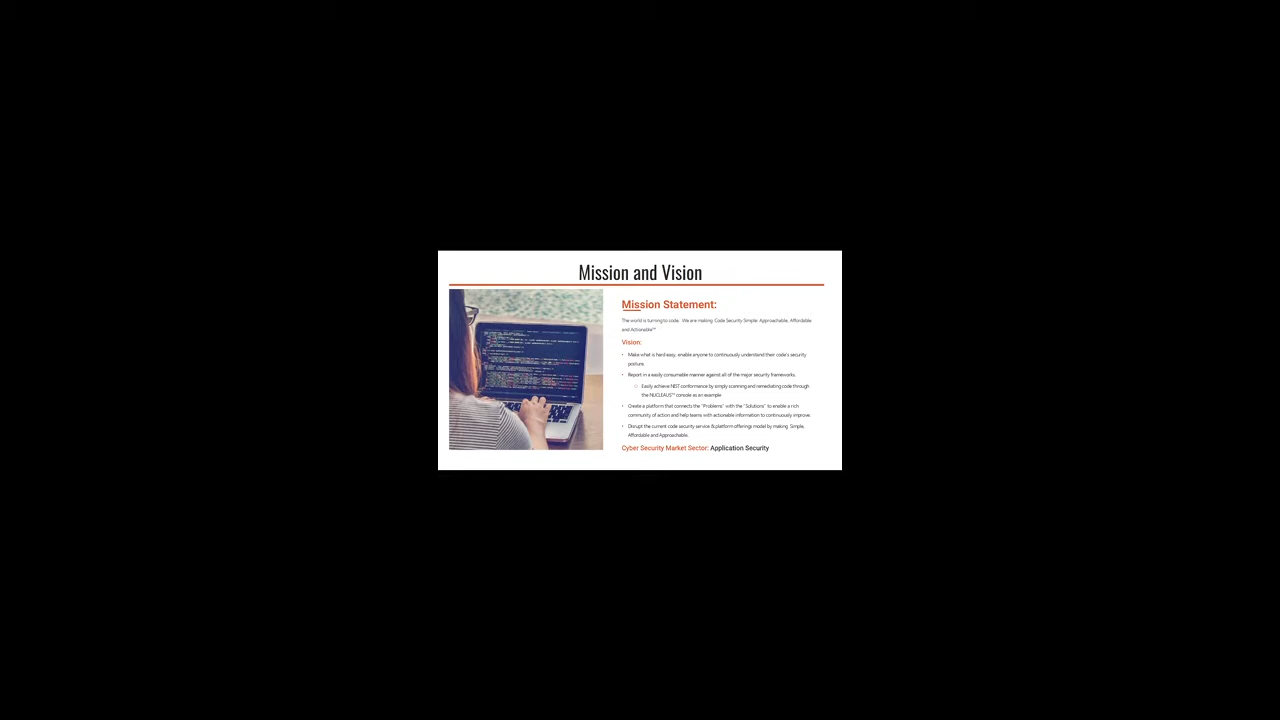 Mission and Vision
Mission Statement:
The world is turning to code.  We are making  Code Security Simple: Approachable, Affordable
and Actionable™
Vision:
• Make what is hard easy, enable anyone to continuously understand their code's security
posture.
• Report in a easily consumable manner against all of the major security frameworks.
○ Easily achieve NIST conformance by simply scanning and remediating code through
the NUCLEAUS™ console as an example
• Create a platform that connects the "Problems" with the "Solutions" to enable a rich
community of action and help teams with actionable information to continuously improve.
• Disrupt the current code security service & platform offerings model by making  Simple,
Affordable and Approachable.
Cyber Security Market Sector: Application Security